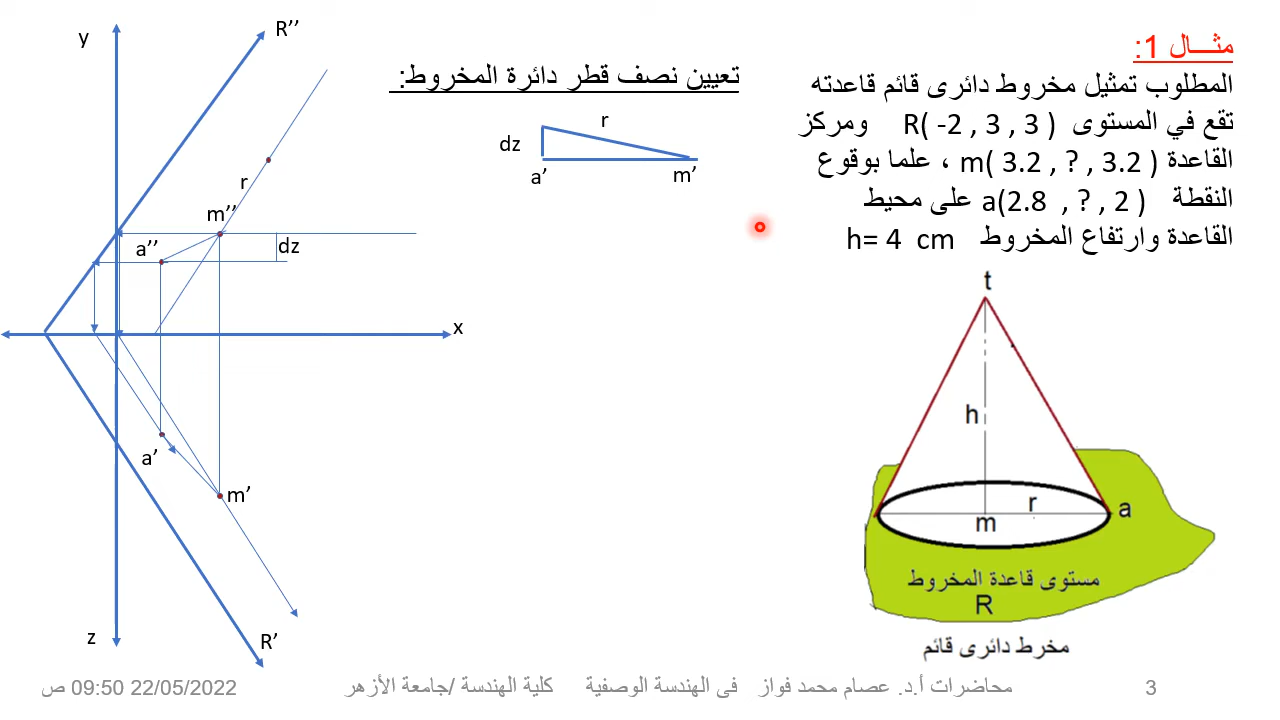 مثـــال 1:
المطلوب تمثيل مخروط دائرى قائم قاعدته
تقع في المستوى R( -2 , 3 , 3 ) ومركز
القاعدة m( 3.2 , ? , 3.2 ) ، علما بوقوع
النقطة a(2.8 , ? , 2 ) على محيط
القاعدة وارتفاع المخروط h= 4 cm
تعيين نصف قطر دائرة المخروط:
r
dz
a’
m’
y
R’’
r
m’’
a’’
dz
x
a’
m’
z
R’
t
h
r
m
a
مستوى قاعدة المخروط
R
مخرط دائرى قائم
3
محاضرات أ.د. عصام محمد فواز فى الهندسة الوصفية كلية الهندسة /جامعة الأزهر
22/05/2022 09:50 ص